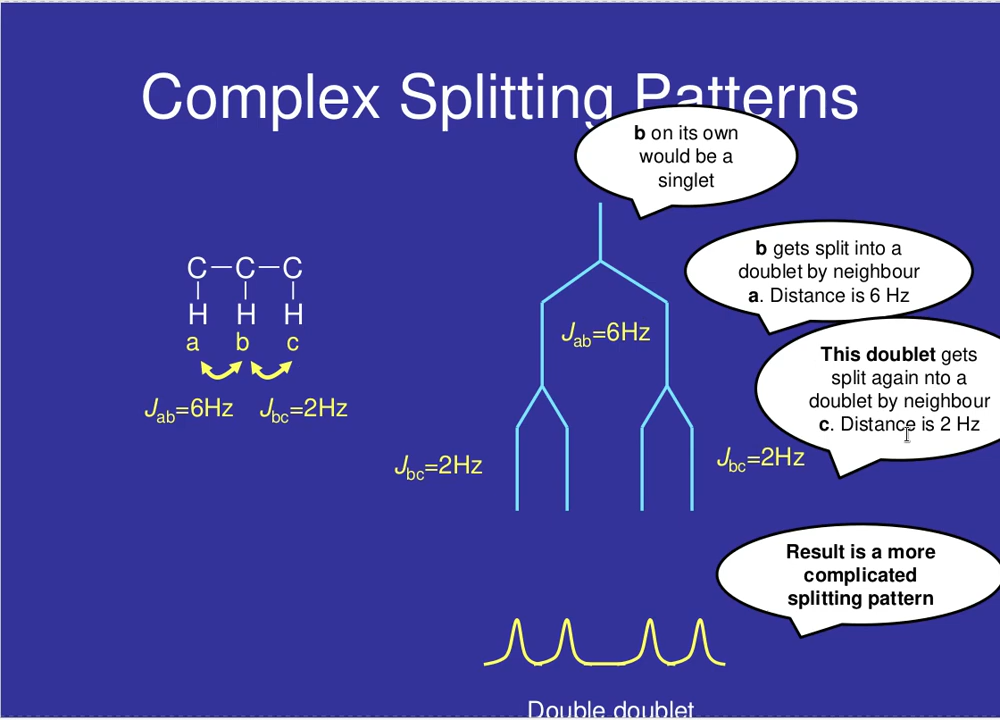 Complex Splitting Patterns
b on its own
would be a
singlet
b gets split into a
doublet by neighbour
a. Distance is 6 Hz
C–C–C
H H H
a b c
Jab=6Hz Jbc=2Hz
Jab=6Hz
This doublet gets
split again nto a
doublet by neighbour
c. Distance is 2 Hz
Jbc=2Hz
Jbc=2Hz
Result is a more
complicated
splitting pattern
Double doublet